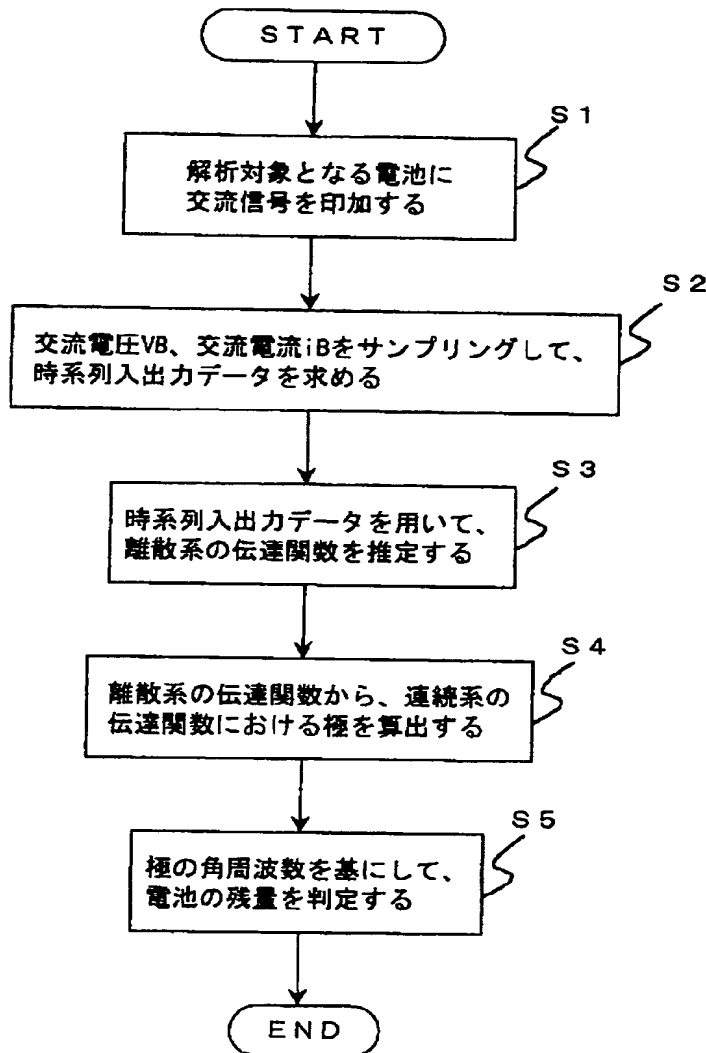 START
S1
解析対象となる電池に
交流信号を印加する
S2
交流電圧VB、交流電流iBをサンプリングして、
時系列入出力データを求める
S3
時系列入出力データを用いて、
離散系の伝達関数を推定する
S4
離散系の伝達関数から、連続系の
伝達関数における極を算出する
S5
極の角周波数を基にして、
電池の残量を判定する
END